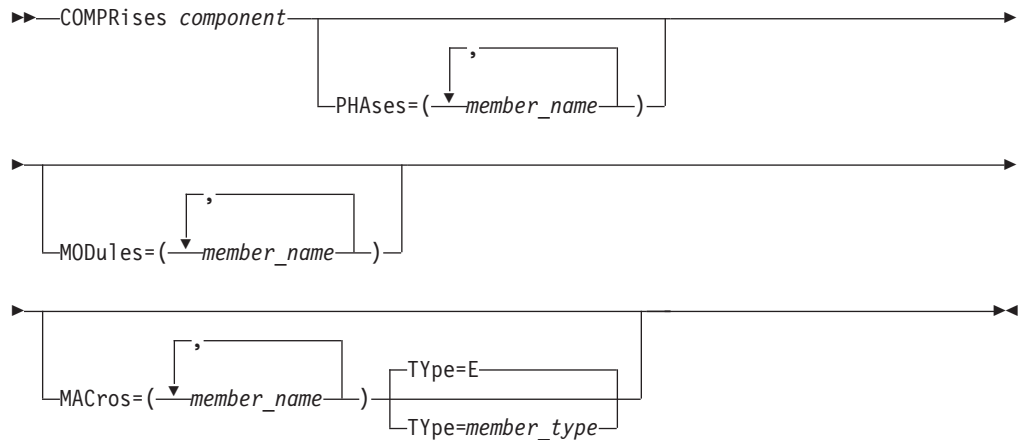 COMPRises component
,
PHAses=( member_name )
,
MODules=( member_name )
,
TYpe=E
MACros=( member_name )
TYpe=member_type